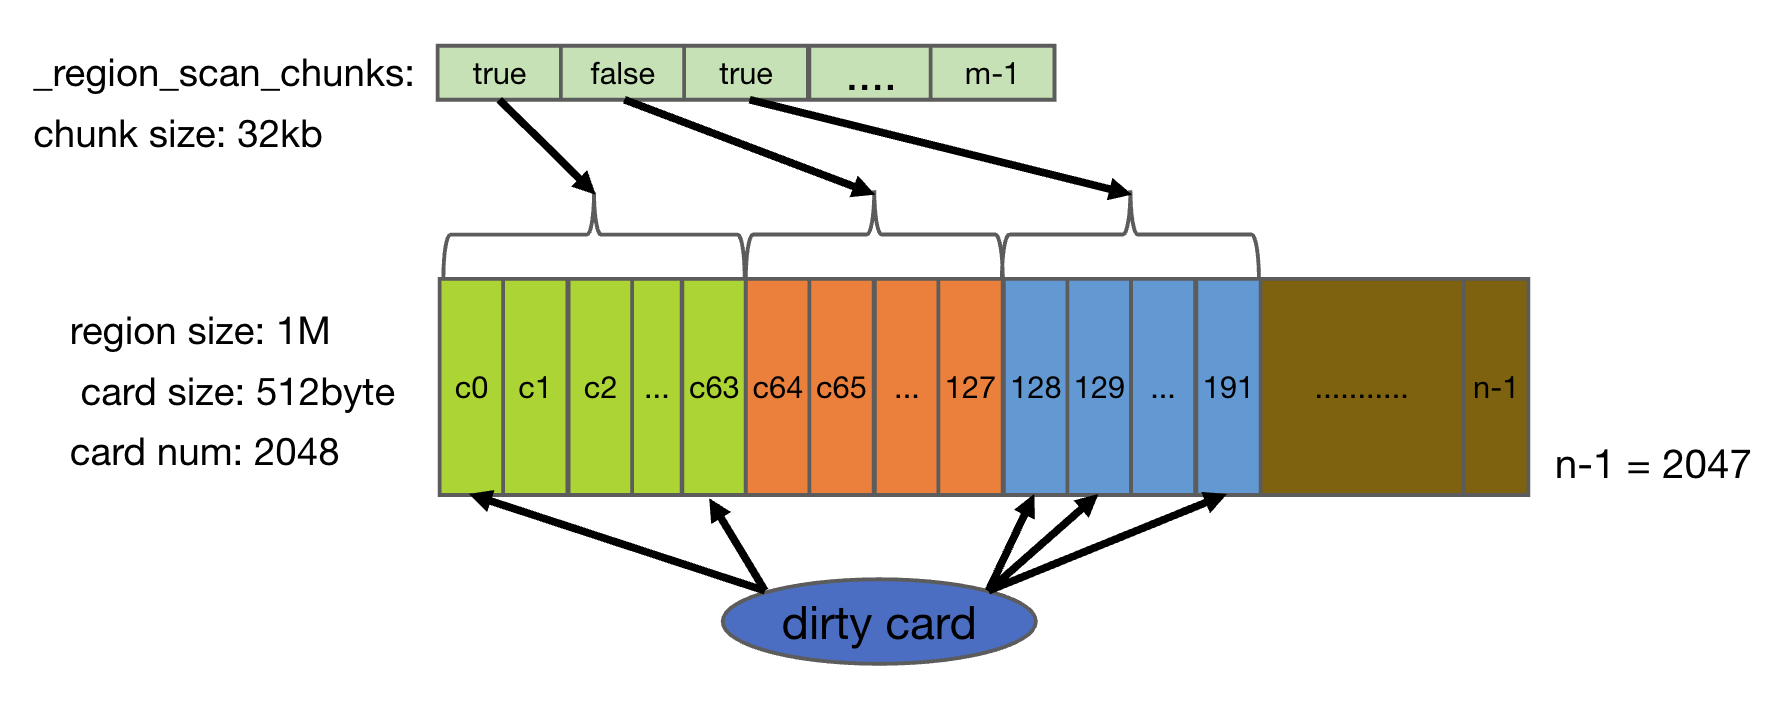 _region_scan_chunks: true false true .... m-1
chunk size: 32kb
region size: 1M
card size: 512byte
card num: 2048
c0 c1 c2 ... c63 c64 c65 ... 127 128 129 ... 191 ........... n-1
n-1 = 2047
dirty card